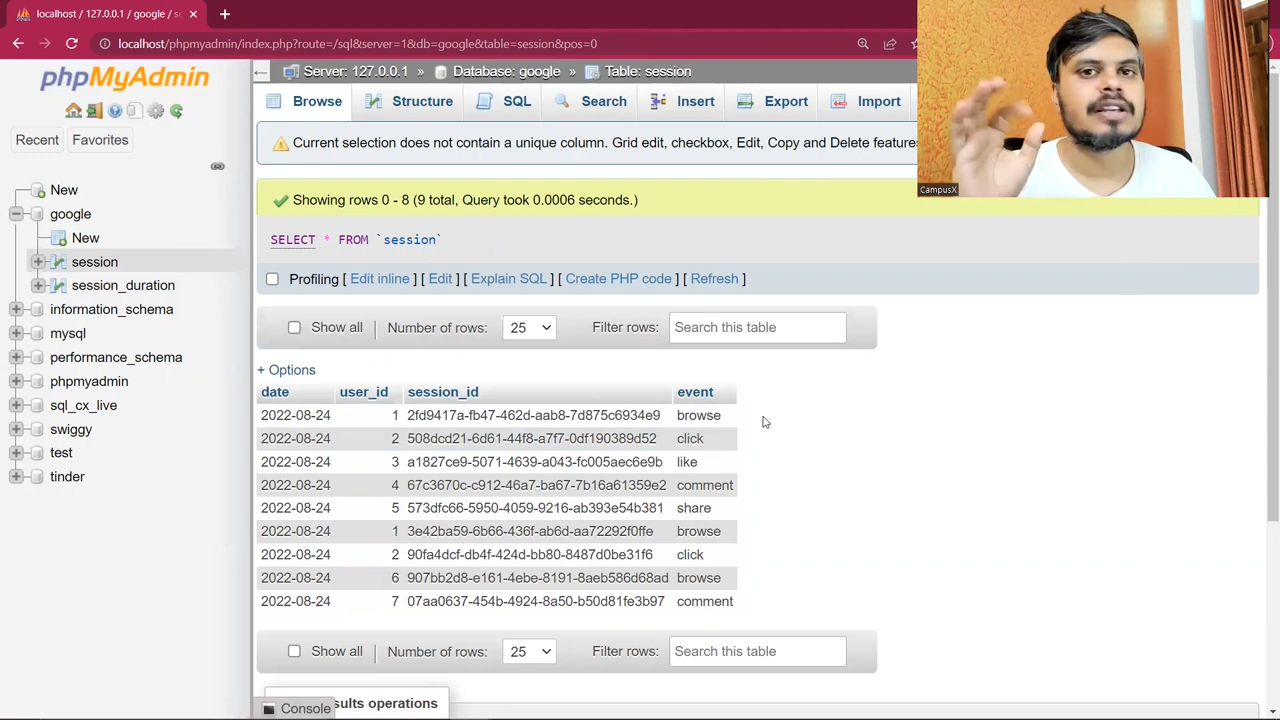 localhost / 127.0.0.1 / google / s
localhost/phpmyadmin/index.php?route=/sql&server=1&db=google&table=session&pos=0
phpMyAdmin
Recent
Favorites
New
google
New
session
session_duration
information_schema
mysql
performance_schema
phpmyadmin
sql_cx_live
swiggy
test
tinder
Server: 127.0.0.1 » Database: google » Table: session
Browse Structure SQL Search Insert Export Import
Current selection does not contain a unique column. Grid edit, checkbox, Edit, Copy and Delete features
CampusX
Showing rows 0 - 8 (9 total, Query took 0.0006 seconds.)
SELECT * FROM `session`
Profiling [ Edit inline ] [ Edit ] [ Explain SQL ] [ Create PHP code ] [ Refresh ]
Show all | Number of rows: 25 Filter rows: Search this table
+ Options
date user_id session_id event
2022-08-24 1 2fd9417a-fb47-462d-aab8-7d875c6934e9 browse
2022-08-24 2 508dcd21-6d61-44f8-a7f7-0df190389d52 click
2022-08-24 3 a1827ce9-5071-4639-a043-fc005aec6e9b like
2022-08-24 4 67c3670c-c912-46a7-ba67-7b16a61359e2 comment
2022-08-24 5 573dfc66-5950-4059-9216-ab393e54b381 share
2022-08-24 1 3e42ba59-6b66-436f-ab6d-aa72292f0ffe browse
2022-08-24 2 90fa4dcf-db4f-424d-bb80-8487d0be31f6 click
2022-08-24 6 907bb2d8-e161-4ebe-8191-8aeb586d68ad browse
2022-08-24 7 07aa0637-454b-4924-8a50-b50d81fe3b97 comment
Show all | Number of rows: 25 Filter rows: Search this table
Console
sults operations